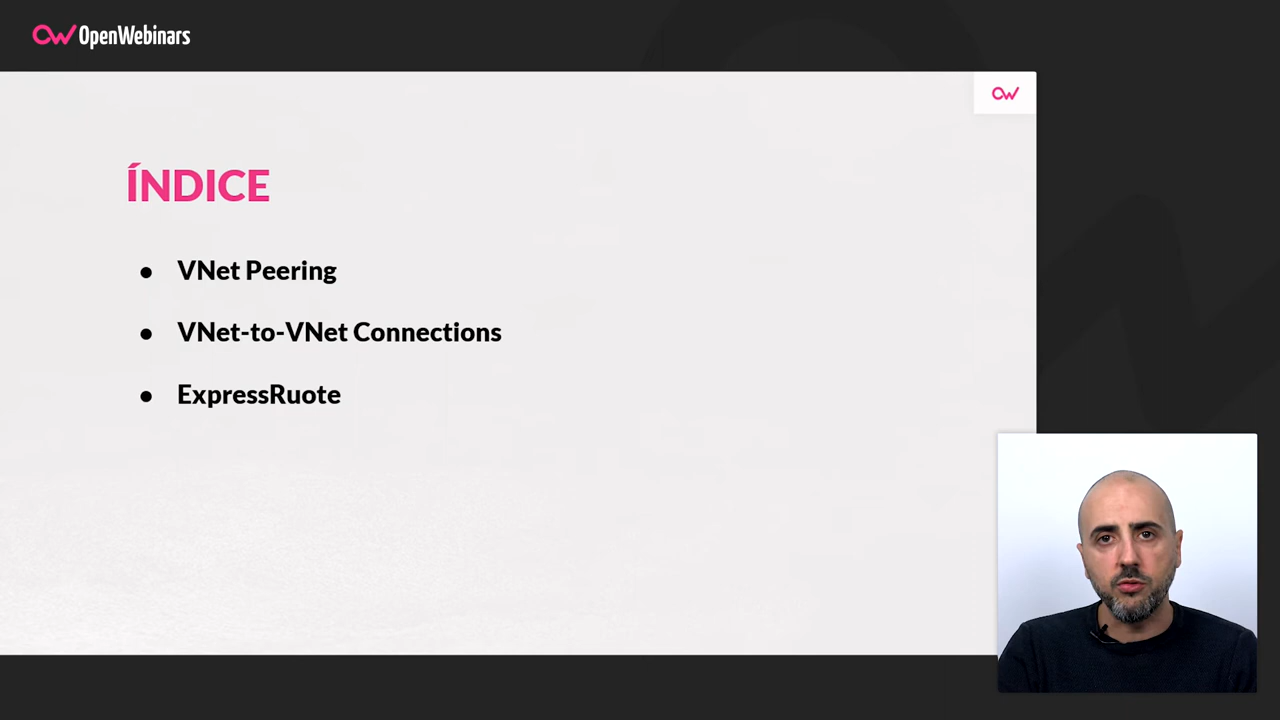 OpenWebinars
ÍNDICE
● VNet Peering
● VNet-to-VNet Connections
● ExpressRuote